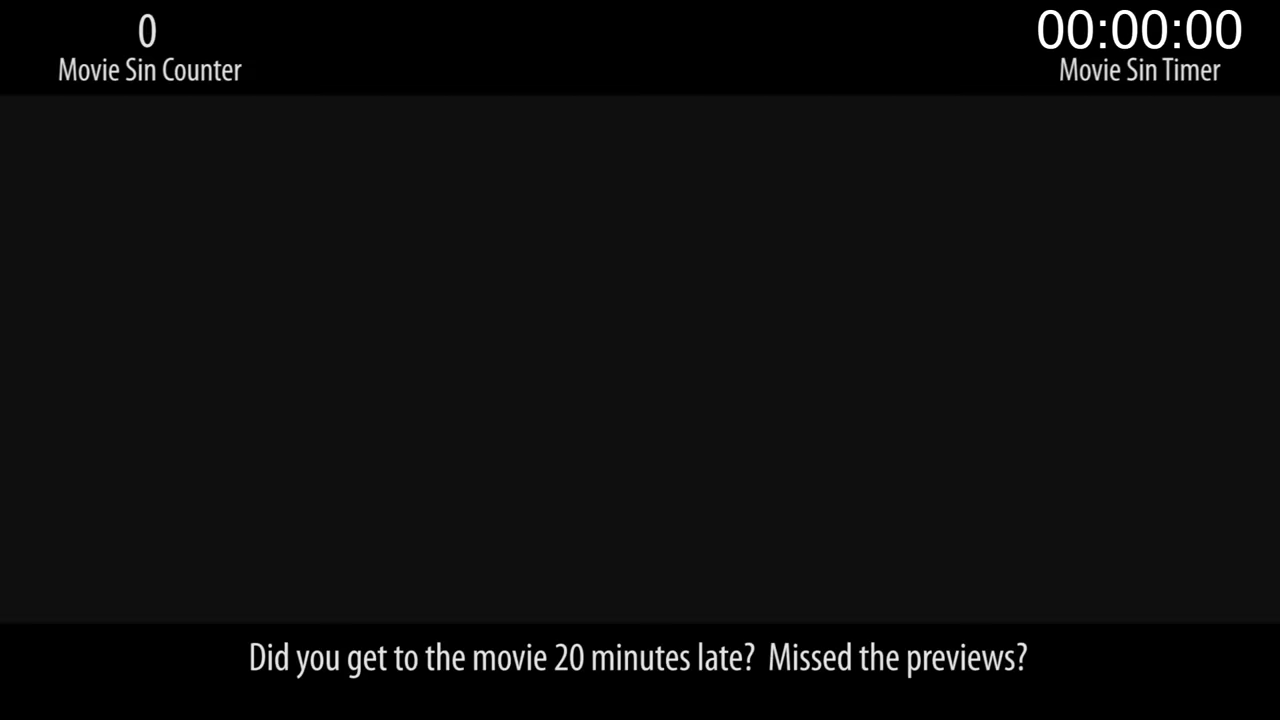 0
00:00:00
Movie Sin Counter
Movie Sin Timer
Did you get to the movie 20 minutes late?  Missed the previews?